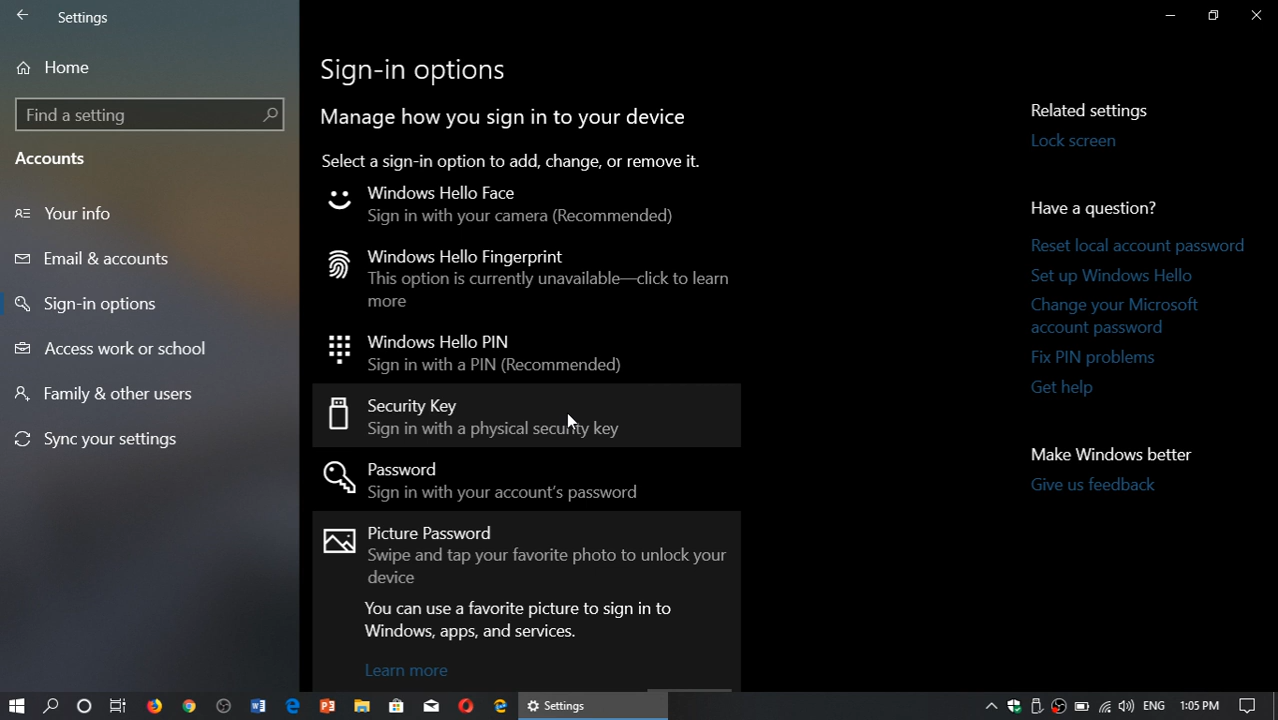 Settings
Home
Find a setting
Accounts
Your info
Email & accounts
Sign-in options
Access work or school
Family & other users
Sync your settings
Sign-in options
Manage how you sign in to your device
Select a sign-in option to add, change, or remove it.
Windows Hello Face
Sign in with your camera (Recommended)
Windows Hello Fingerprint
This option is currently unavailable—click to learn
more
Windows Hello PIN
Sign in with a PIN (Recommended)
Security Key
Sign in with a physical security key
Password
Sign in with your account's password
Picture Password
Swipe and tap your favorite photo to unlock your
device
You can use a favorite picture to sign in to
Windows, apps, and services.
Learn more
Related settings
Lock screen
Have a question?
Reset local account password
Set up Windows Hello
Change your Microsoft
account password
Fix PIN problems
Get help
Make Windows better
Give us feedback
Settings
ENG
1:05 PM